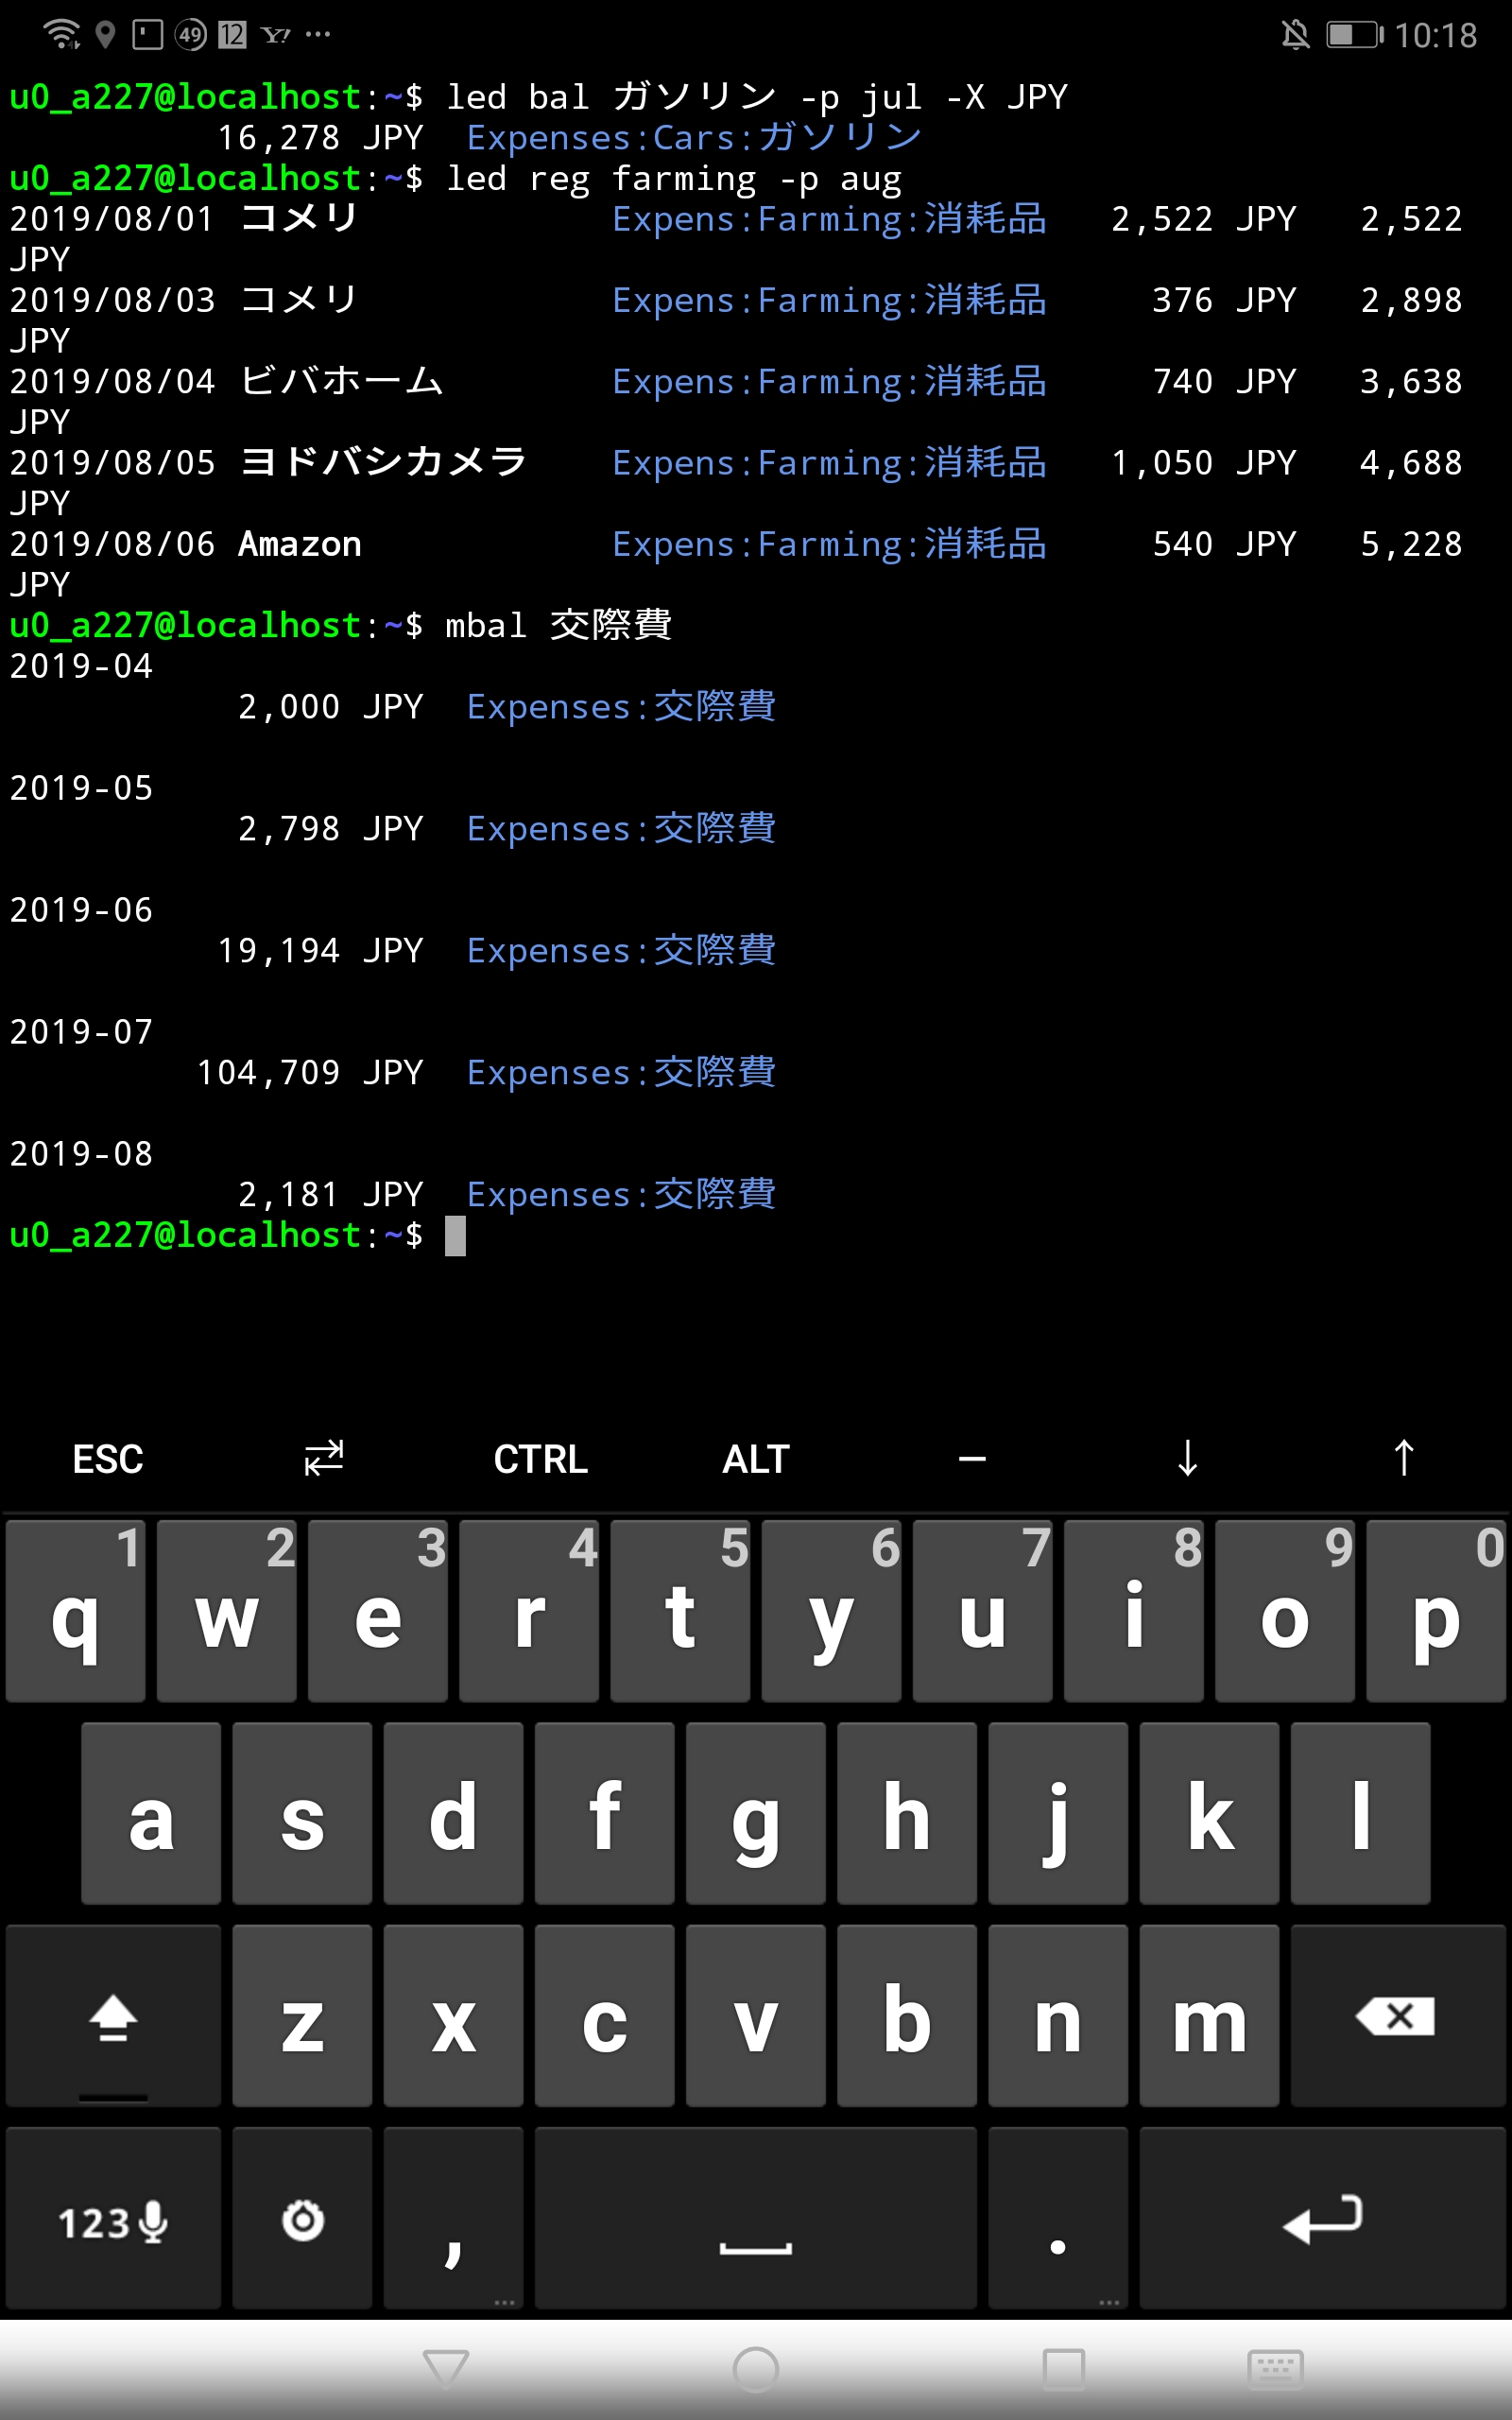 49 12 Y! ... 10:18
u0_a227@localhost:~$ led bal ガソリン -p jul -X JPY
16,278 JPY  Expenses:Cars:ガソリン
u0_a227@localhost:~$ led reg farming -p aug
2019/08/01 コメリ Expens:Farming:消耗品 2,522 JPY 2,522
JPY
2019/08/03 コメリ Expens:Farming:消耗品 376 JPY 2,898
JPY
2019/08/04 ビバホーム Expens:Farming:消耗品 740 JPY 3,638
JPY
2019/08/05 ヨドバシカメラ Expens:Farming:消耗品 1,050 JPY 4,688
JPY
2019/08/06 Amazon Expens:Farming:消耗品 540 JPY 5,228
JPY
u0_a227@localhost:~$ mbal 交際費
2019-04
2,000 JPY  Expenses:交際費
2019-05
2,798 JPY  Expenses:交際費
2019-06
19,194 JPY  Expenses:交際費
2019-07
104,709 JPY  Expenses:交際費
2019-08
2,181 JPY  Expenses:交際費
u0_a227@localhost:~$
ESC ⇄ CTRL ALT — ↓ ↑
1 2 3 4 5 6 7 8 9 0
q w e r t y u i o p
a s d f g h j k l
z x c v b n m
123 , .